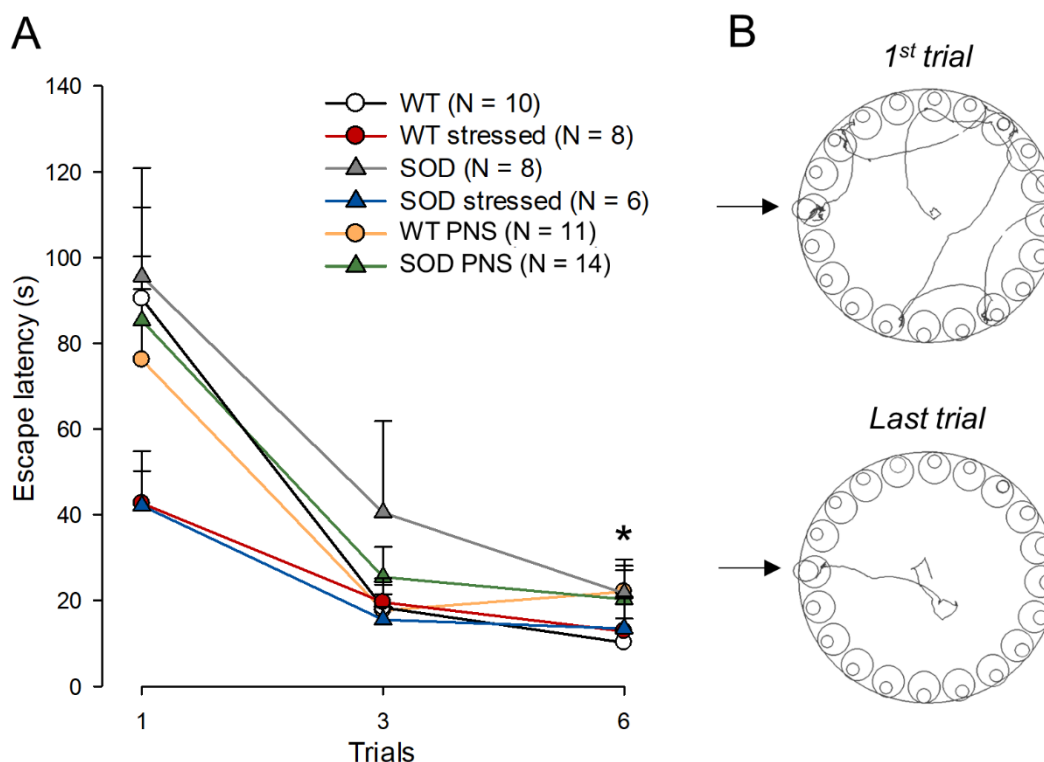 A
B
1st trial
140
120
100
80
60
40
20
0
Escape latency (s)
WT (N = 10)
WT stressed (N = 8)
SOD (N = 8)
SOD stressed (N = 6)
WT PNS (N = 11)
SOD PNS (N = 14)
*
1
3
6
Trials
Last trial